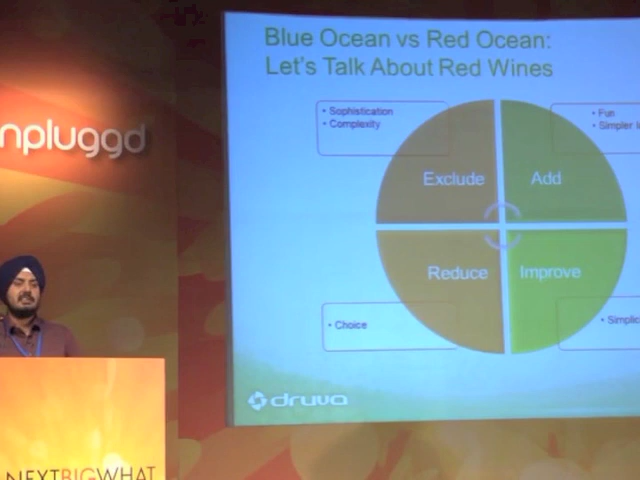 Blue Ocean vs Red Ocean:
Let's Talk About Red Wines
npluggd
• Sophistication
• Complexity
• Fun
• Simpler
Exclude
Add
Reduce
Improve
• Choice
druva
NEXTBIGWHAT